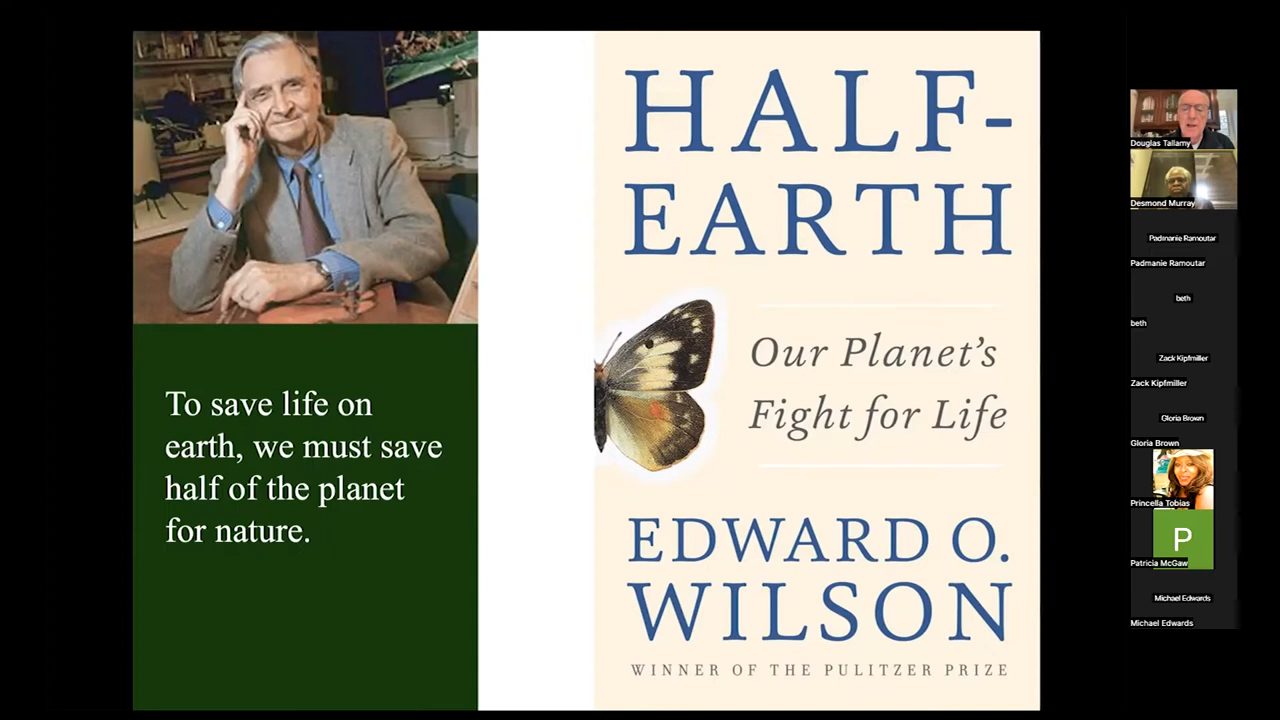 To save life on
earth, we must save
half of the planet
for nature.
HALF-
EARTH
Our Planet's
Fight for Life
EDWARD O.
WILSON
WINNER OF THE PULITZER PRIZE
Douglas Tallamy
Desmond Murray
Padmanie Ramoutar
Padmanie Ramoutar
beth
beth
Zack Kipfmiller
Zack Kipfmiller
Gloria Brown
Gloria Brown
Princella Tobias
P
Patricia McGaw
Michael Edwards
Michael Edwards